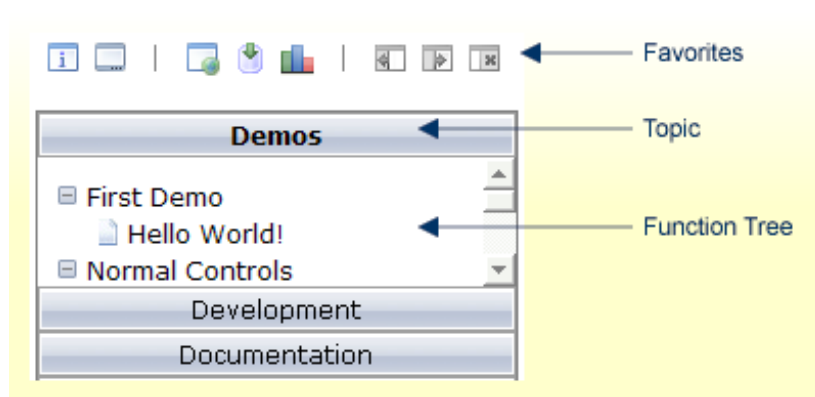 Favorites
Demos
Topic
First Demo
Hello World!
Function Tree
Normal Controls
Development
Documentation